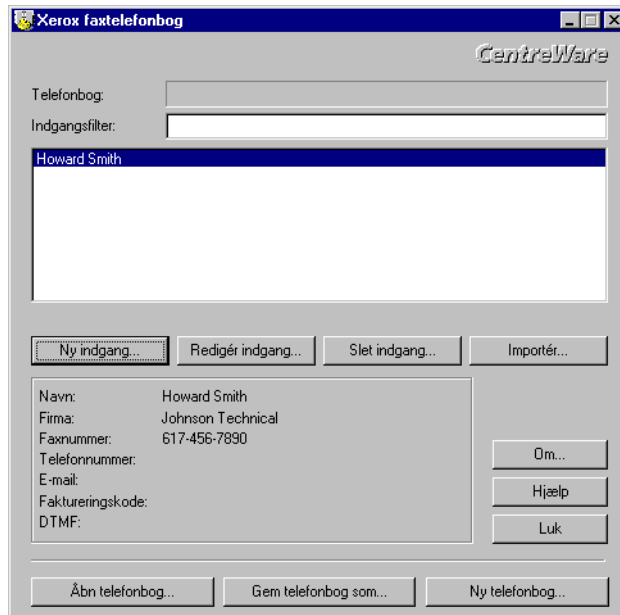 Xerox faxtelefonbog
CentreWare
Telefonbog:
Indgangsfilter:
Howard Smith
Ny indgang... Redigér indgang... Slet indgang... Importér...
Navn: Howard Smith
Firma: Johnson Technical
Faxnummer: 617-456-7890
Telefonnummer:
E-mail:
Faktureringskode:
DTMF:
Om...
Hjælp
Luk
Åbn telefonbog... Gem telefonbog som... Ny telefonbog...